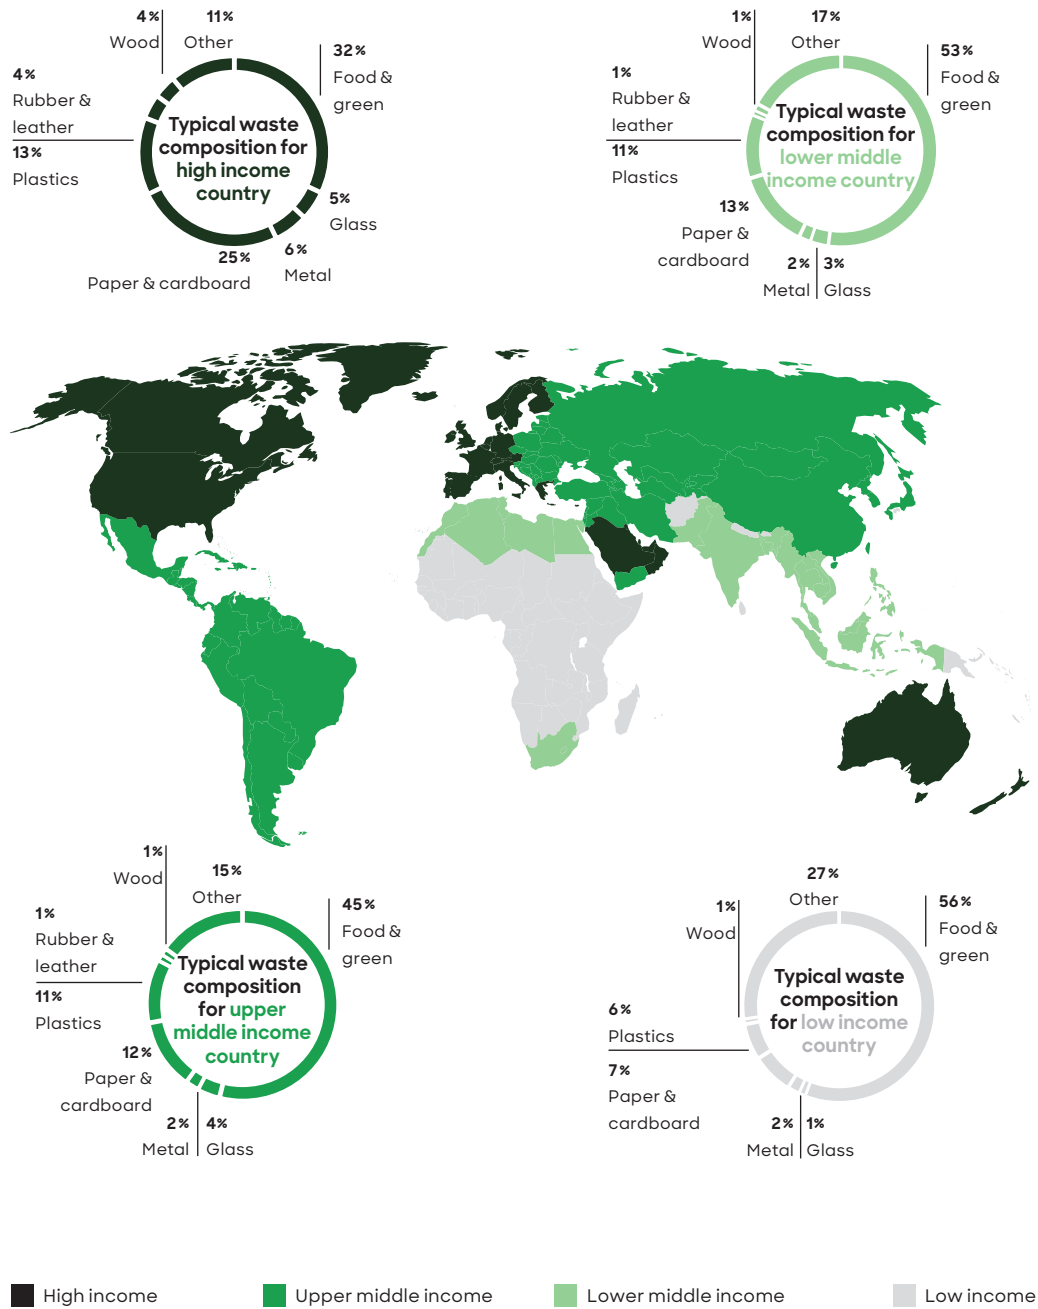 4%
Wood
11%
Other
32%
Food &
green
4%
Rubber &
leather
13%
Plastics
Typical waste
composition for
high income
country
5%
Glass
6%
Metal
25%
Paper & cardboard
1%
Wood
17%
Other
53%
Food &
green
1%
Rubber &
leather
11%
Plastics
Typical waste
composition for
lower middle
income country
13%
Paper &
cardboard
2%
Metal
3%
Glass
1%
Wood
15%
Other
45%
Food &
green
1%
Rubber &
leather
11%
Plastics
Typical waste
composition
for upper
middle income
country
12%
Paper &
cardboard
2%
Metal
4%
Glass
27%
Other
1%
Wood
56%
Food &
green
Typical waste
composition
for low income
country
6%
Plastics
7%
Paper &
cardboard
2%
Metal
1%
Glass
High income
Upper middle income
Lower middle income
Low income